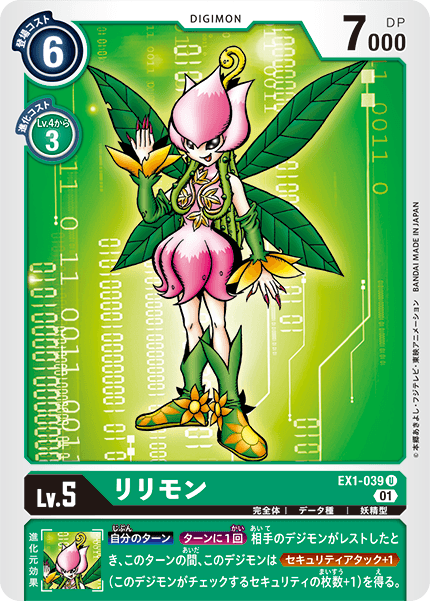 登場コスト
6
DIGIMON
7000
DP
進化コスト
Lv.4から
3
BANDAI MADE IN JAPAN
©本郷あきよし・フジテレビ・東映アニメーション
Lv.5
リリモン
EX1-039 U
01
完全体 データ種 妖精型
進化元効果
自分のターン ターンに1回 相手のデジモンがレストしたと
き、このターンの間、このデジモンは セキュリティアタック+1
(このデジモンがチェックするセキュリティの枚数+1)を得る。